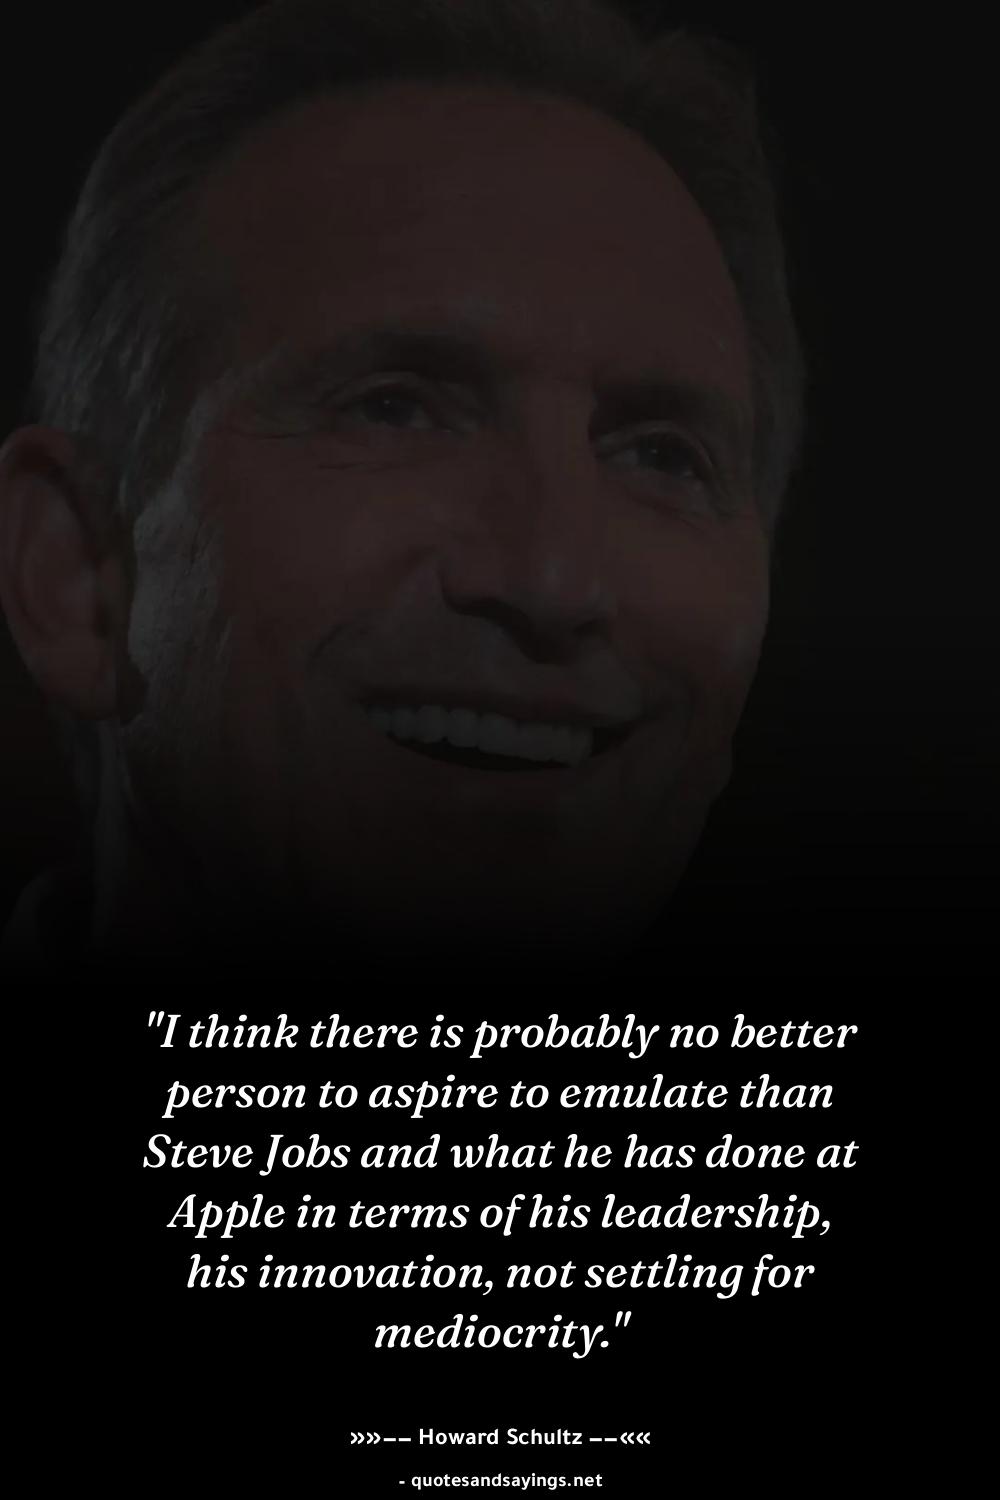 "I think there is probably no better
person to aspire to emulate than
Steve Jobs and what he has done at
Apple in terms of his leadership,
his innovation, not settling for
mediocrity."
»»-- Howard Schultz --««
- quotesandsayings.net